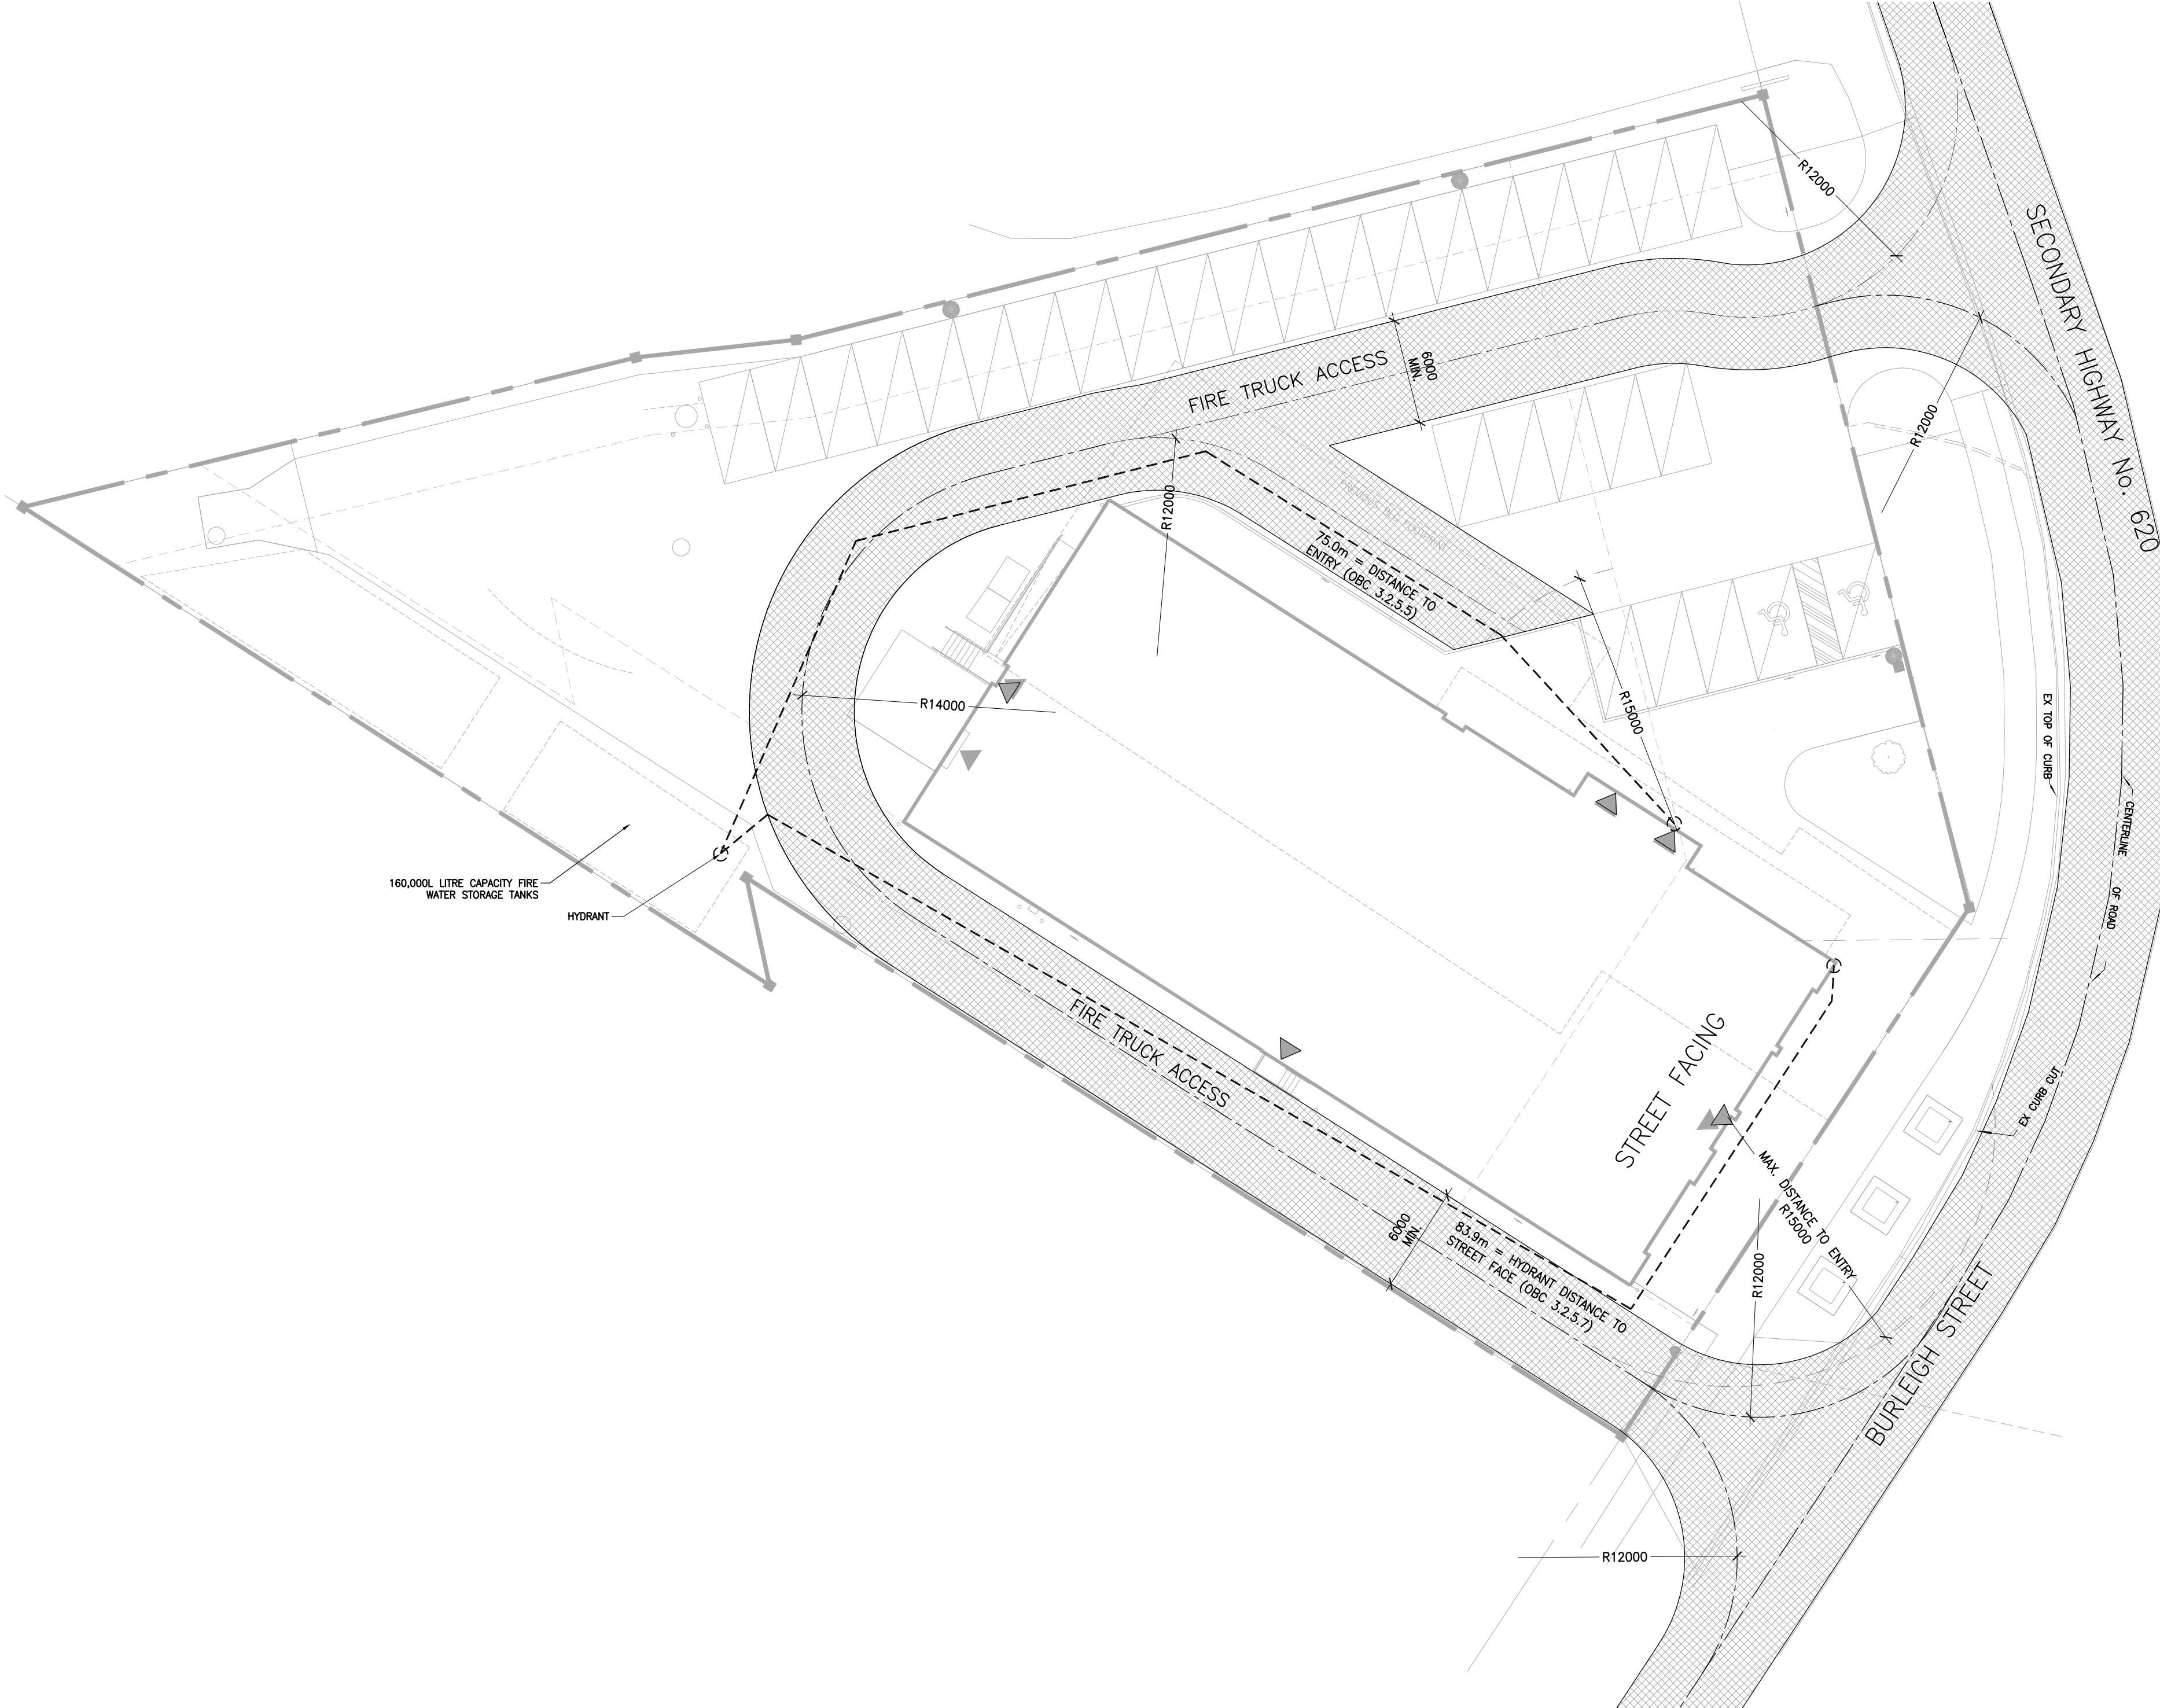 R12000
SECONDARY HIGHWAY No. 620
FIRE TRUCK ACCESS
6000
MIN.
R12000
R12000
PREVIOUS BLG FOOTPRINT
75.0m = DISTANCE TO
ENTRY (OBC 3.2.5.5)
R14000
R15000
EX TOP OF CURB
CENTERLINE
OF ROAD
160,000L LITRE CAPACITY FIRE
WATER STORAGE TANKS
HYDRANT
FIRE TRUCK ACCESS
STREET FACING
EX CURB CUT
MAX. DISTANCE TO ENTRY
R15000
6000
MIN.
83.9m = HYDRANT DISTANCE TO
STREET FACE (OBC 3.2.5.7)
R12000
BURLEIGH STREET
R12000